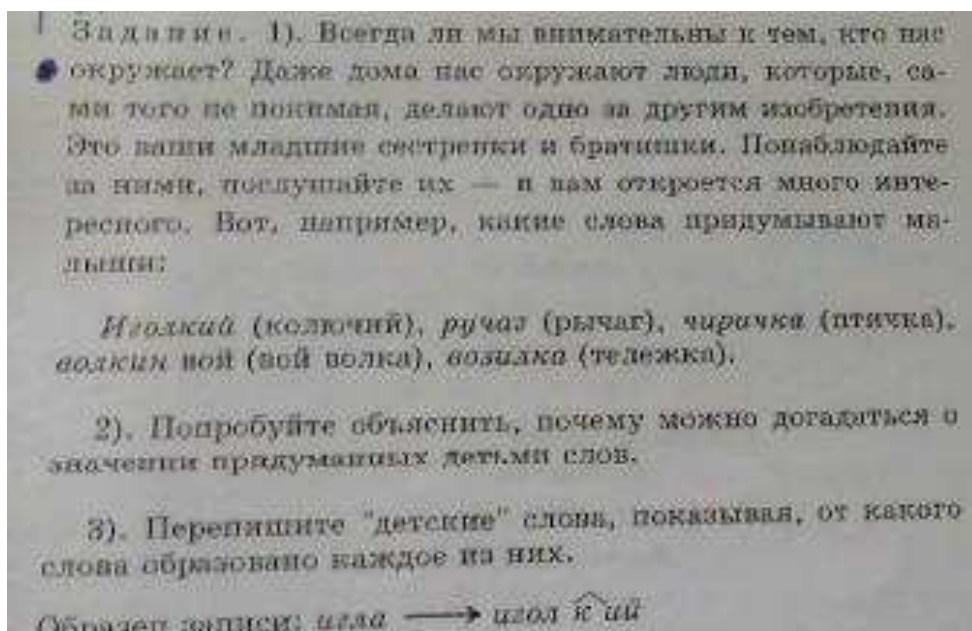 Задание. 1). Всегда ли мы внимательны к тем, кто нас
окружает? Даже дома нас окружают люди, которые, са-
ми того не понимая, делают одно за другим изобретения.
Это ваши младшие сестренки и братишки. Понаблюдайте
за ними, послушайте их — и вам откроется много инте-
ресного. Вот, например, какие слова придумывают ма-
лыши:
Иголкий (колючий), ручаг (рычаг), чиричка (птичка),
волкин вой (вой волка), возилка (тележка).
2). Попробуйте объяснить, почему можно догадаться о
значении придуманных детьми слов.
3). Перепишите "детские" слова, показывая, от какого
слова образовано каждое из них.
Образец записи: игла → игол к ий